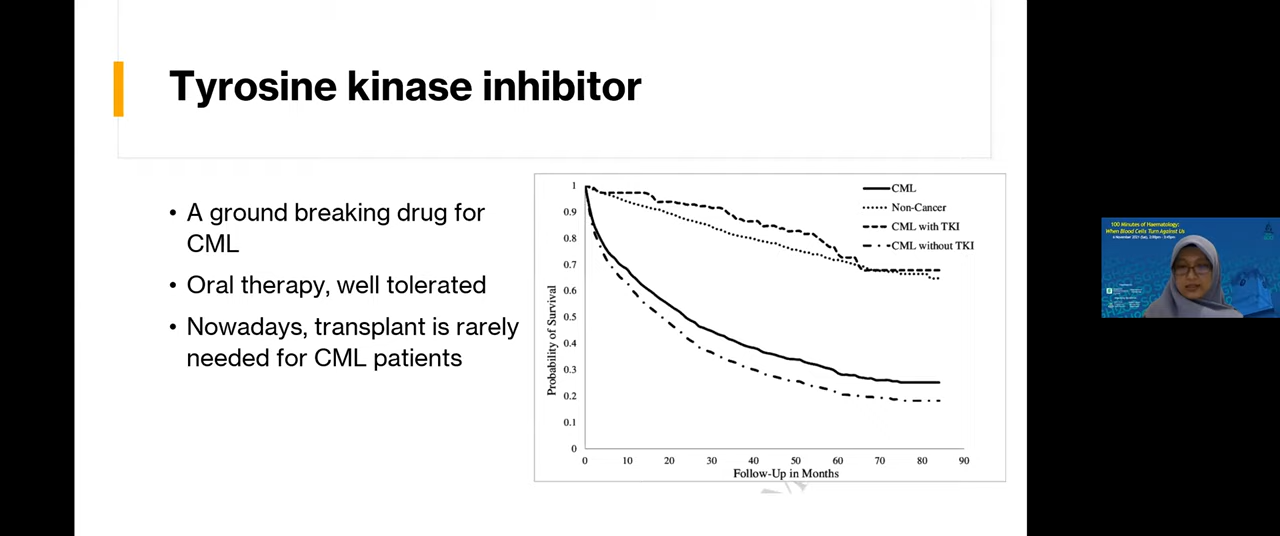 Tyrosine kinase inhibitor
• A ground breaking drug for
CML
• Oral therapy, well tolerated
• Nowadays, transplant is rarely
needed for CML patients
CML
Non-Cancer
CML with TKI
CML without TKI
Probability of Survival
1
0.9
0.8
0.7
0.6
0.5
0.4
0.3
0.2
0.1
0
0 10 20 30 40 50 60 70 80 90
Follow-Up in Months
100 Minutes of Haematology:
When Blood Cells Turn Against Us